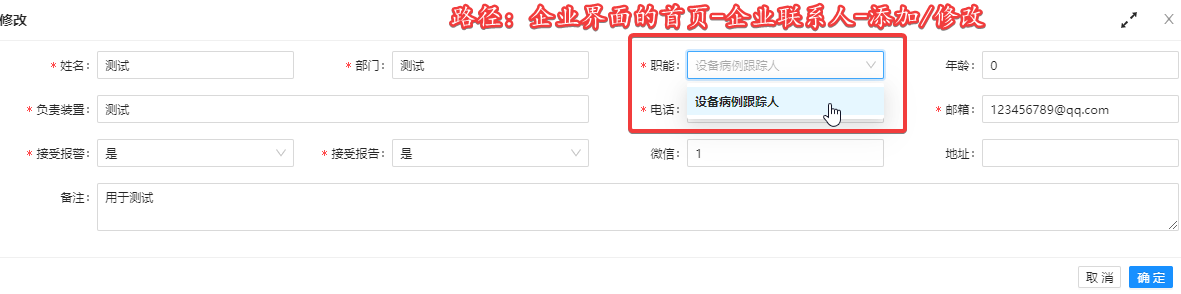 路径：企业界面的首页-企业联系人-添加/修改
修改
* 姓名: 测试 * 部门: 测试 * 职能: 设备病例跟踪人 年龄: 0
设备病例跟踪人
* 负责装置: 测试 * 电话: * 邮箱: 123456789@qq.com
* 接受报警: 是 * 接受报告: 是 微信: 1 地址:
备注: 用于测试
取消 确定